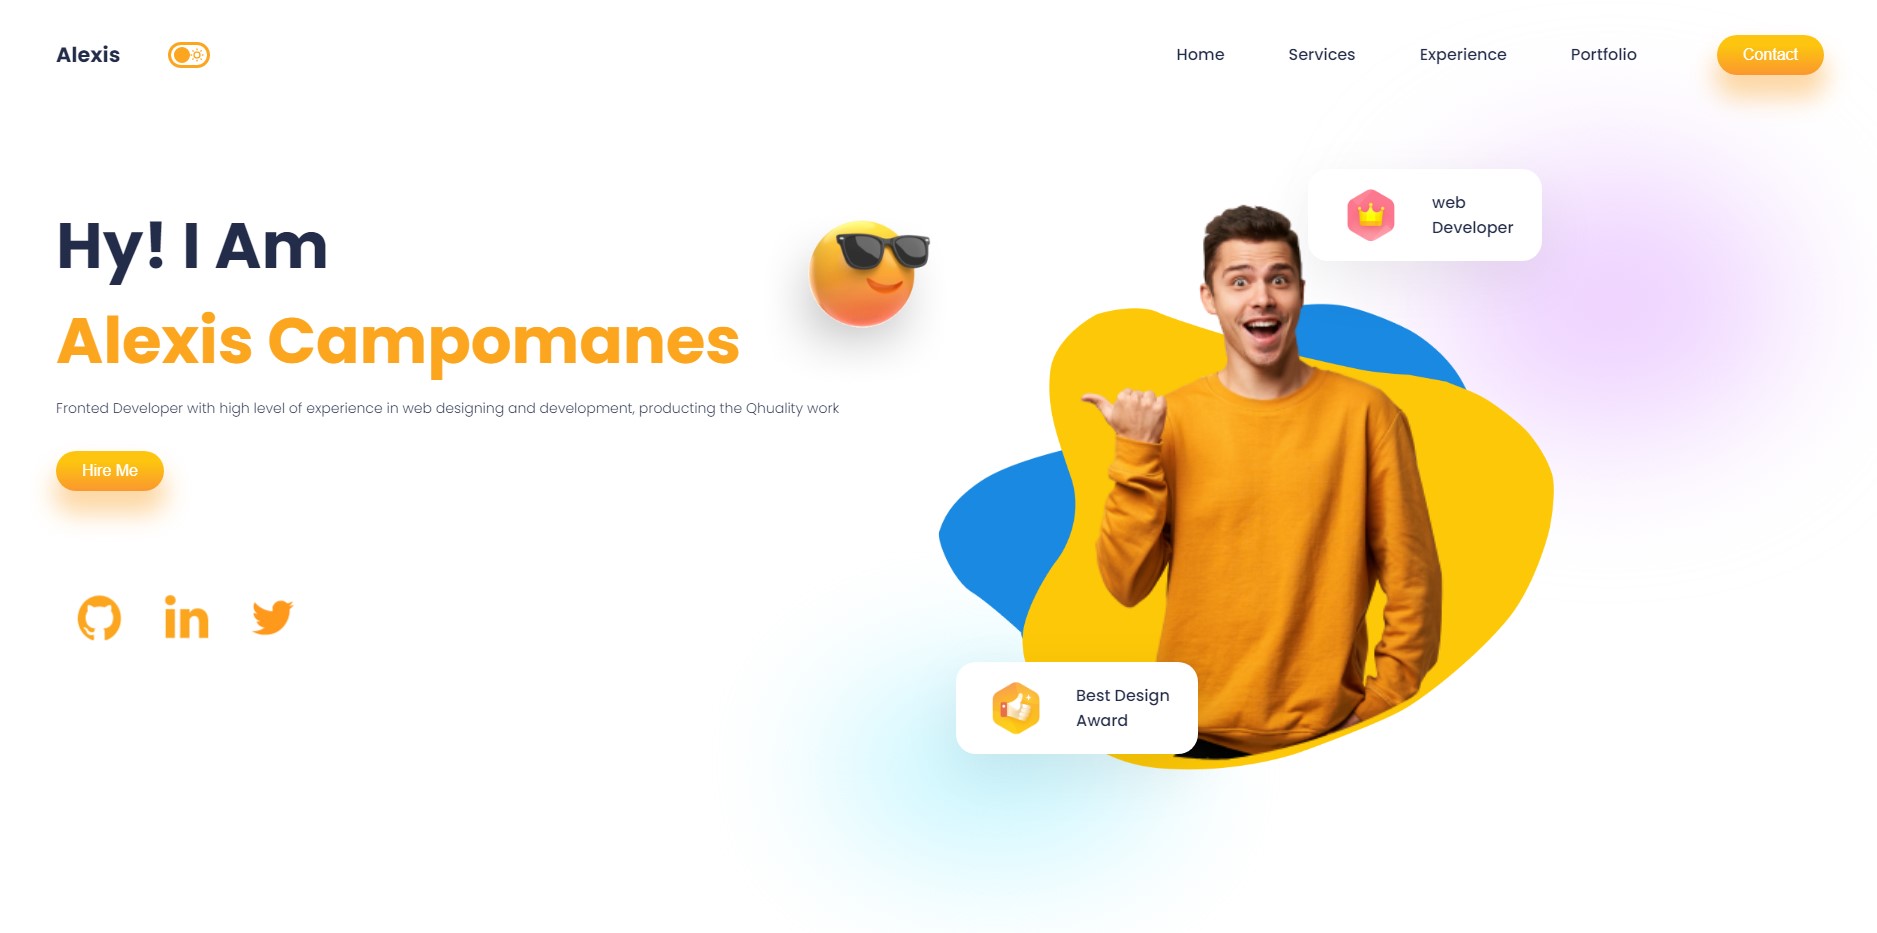 Alexis
Home
Services
Experience
Portfolio
Contact
Hy! I Am
Alexis Campomanes
Fronted Developer with high level of experience in web designing and development, producting the Qhuality work
Hire Me
in
web
Developer
Best Design
Award